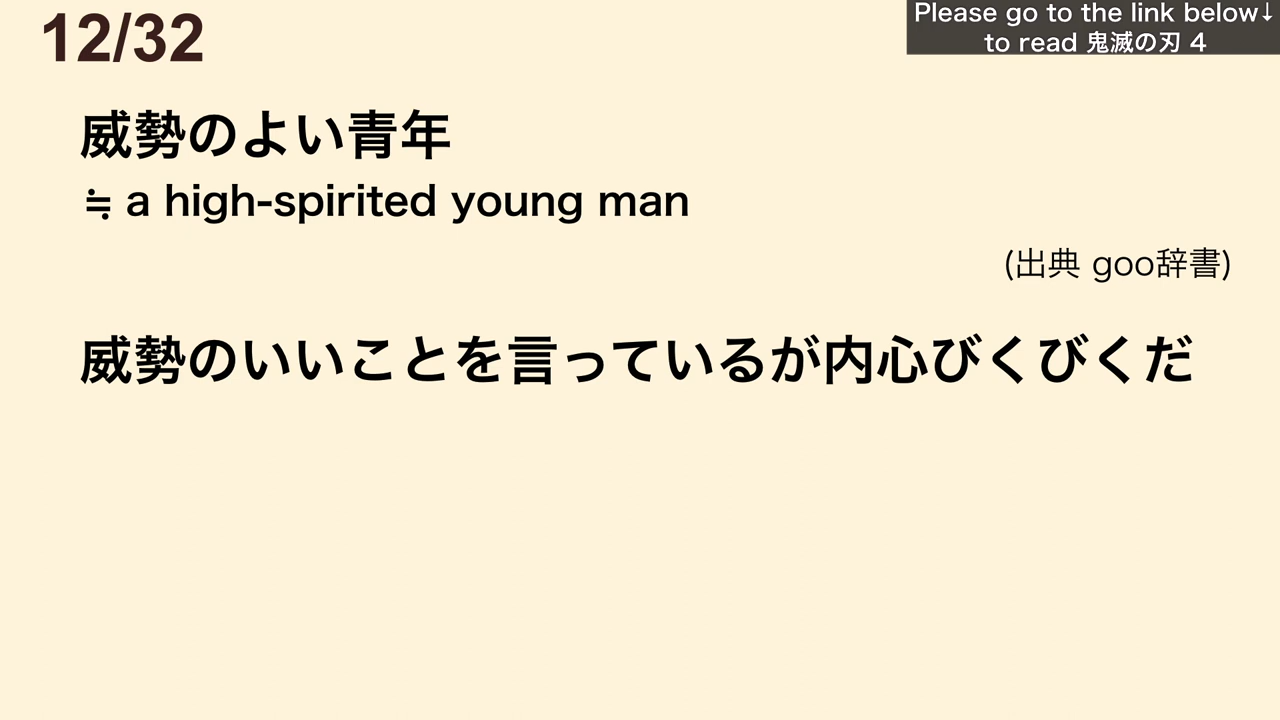 12/32
Please go to the link below↓
to read 鬼滅の刃 4
威勢のよい青年
≒ a high-spirited young man
(出典 goo辞書)
威勢のいいことを言っているが内心びくびくだ